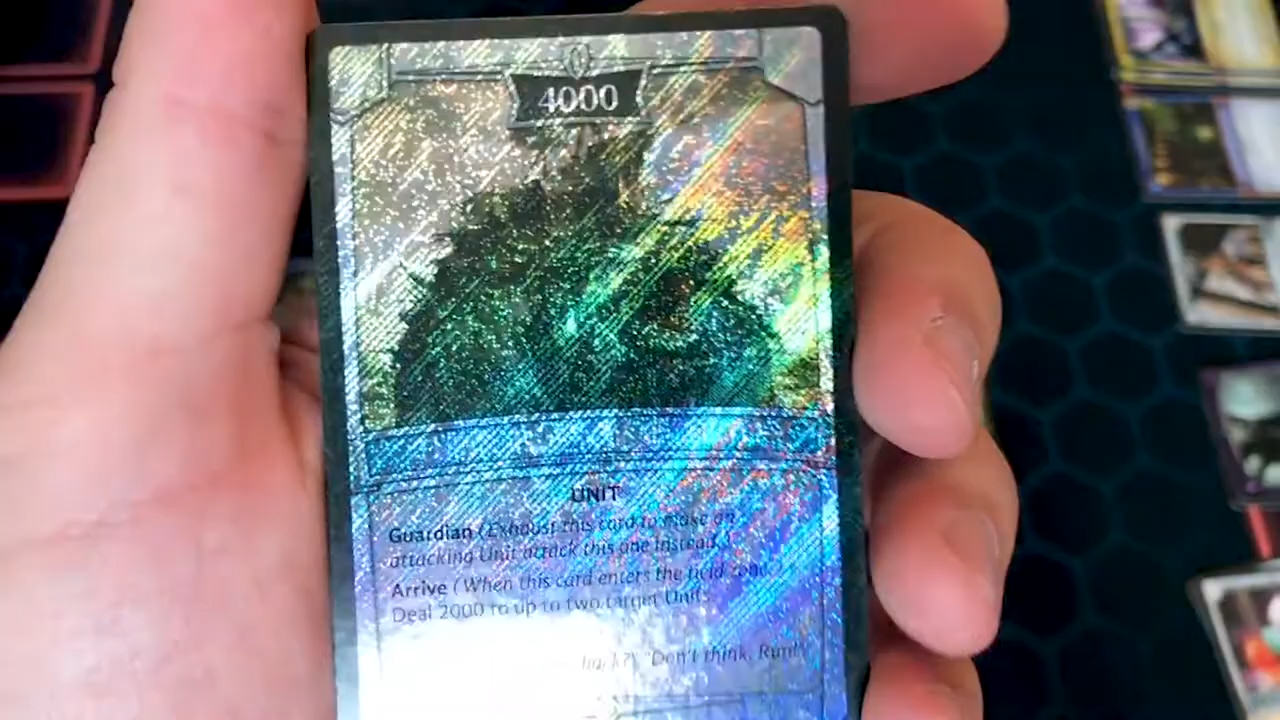 4000
UNIT
Guardian (Exhaust this card to make an
attacking Unit attack this one instead.)
Arrive (When this card enters the field zone
Deal 2000 to up to two target Units.
"Don't think. Run!"